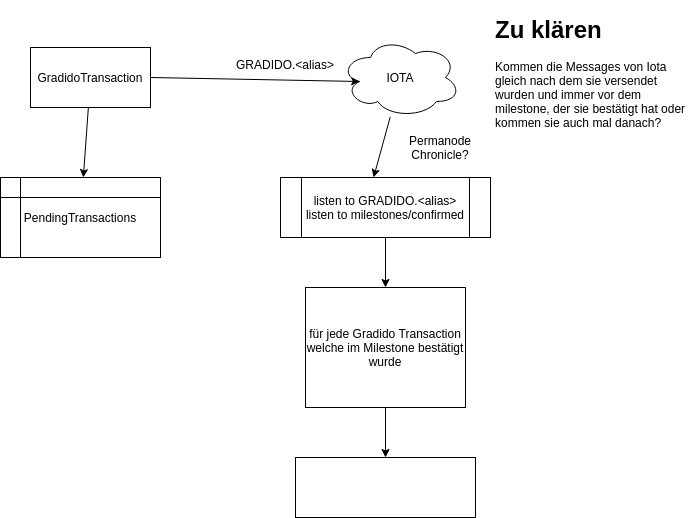 Zu klären
Kommen die Messages von Iota
gleich nach dem sie versendet
wurden und immer vor dem
milestone, der sie bestätigt hat oder
kommen sie auch mal danach?
GRADIDO.<alias>
GradidoTransaction
IOTA
Permanode
Chronicle?
PendingTransactions
listen to GRADIDO.<alias>
listen to milestones/confirmed
für jede Gradido Transaction
welche im Milestone bestätigt
wurde